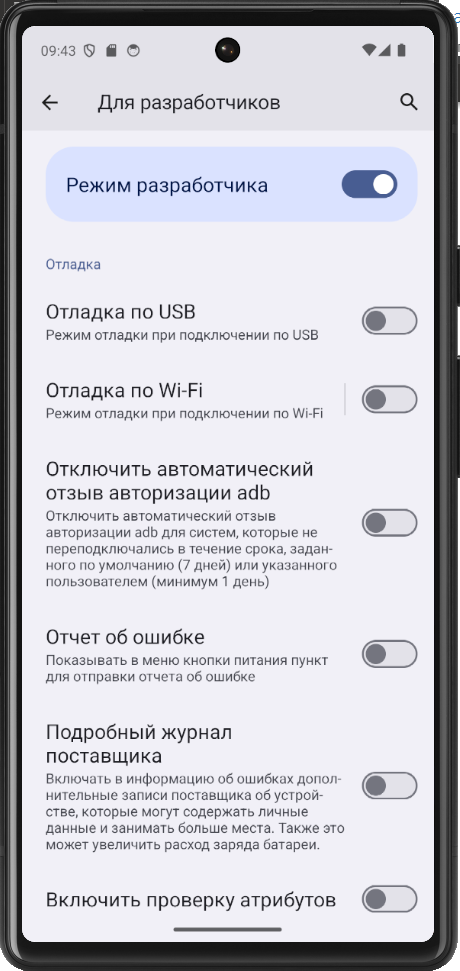 09:43
Для разработчиков
Режим разработчика
Отладка
Отладка по USB
Режим отладки при подключении по USB
Отладка по Wi-Fi
Режим отладки при подключении по Wi-Fi
Отключить автоматический
отзыв авторизации adb
Отключить автоматический отзыв
авторизации adb для систем, которые не
переподключались в течение срока, задан-
ного по умолчанию (7 дней) или указанного
пользователем (минимум 1 день)
Отчет об ошибке
Показывать в меню кнопки питания пункт
для отправки отчета об ошибке
Подробный журнал
поставщика
Включать в информацию об ошибках допол-
нительные записи поставщика об устрой-
стве, которые могут содержать личные
данные и занимать больше места. Также это
может увеличить расход заряда батареи.
Включить проверку атрибутов